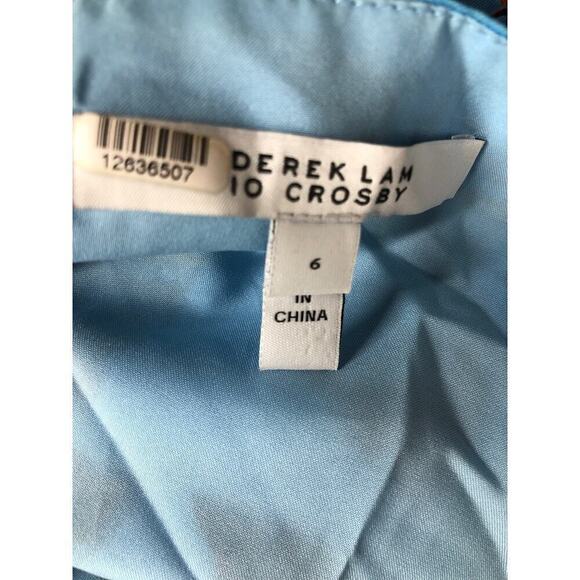 12636507
DEREK LAM
10 CROSBY
6
IN
CHINA